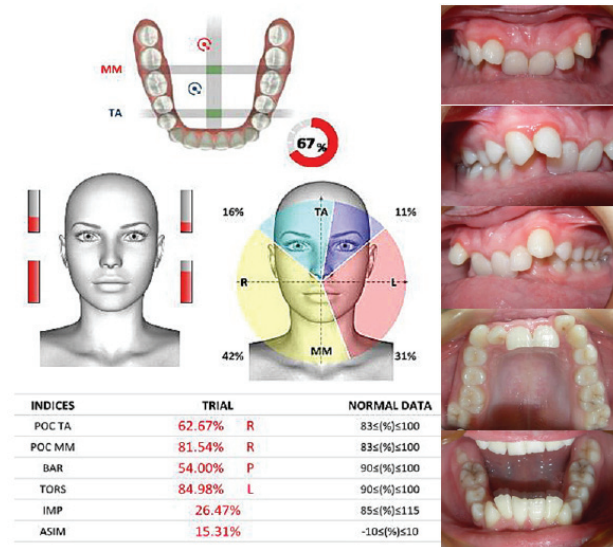 MM
TA
67%
16%
TA
11%
R
L
42%
MM
31%
INDICES TRIAL NORMAL DATA
POC TA 62.67% R 83≤(%)≤100
POC MM 81.54% R 83≤(%)≤100
BAR 54.00% P 90≤(%)≤100
TORS 84.98% L 90≤(%)≤100
IMP 26.47% 85≤(%)≤115
ASIM 15.31% -10≤(%)≤10